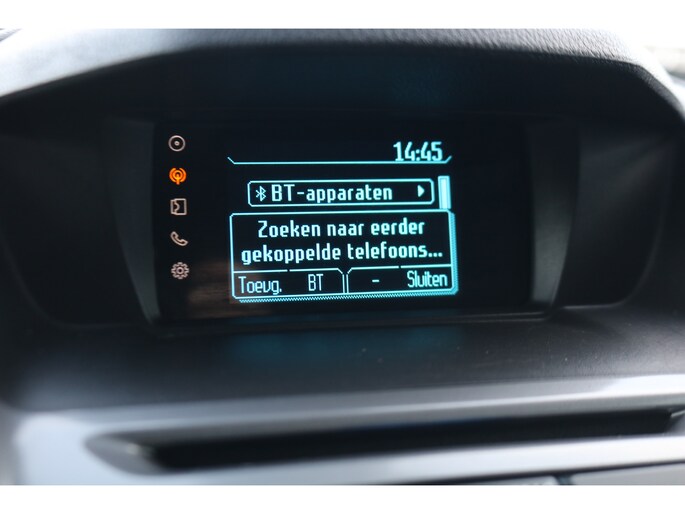 14:45
BT-apparaten
Zoeken naar eerder
gekoppelde telefoons...
Toevg. BT - Sluiten